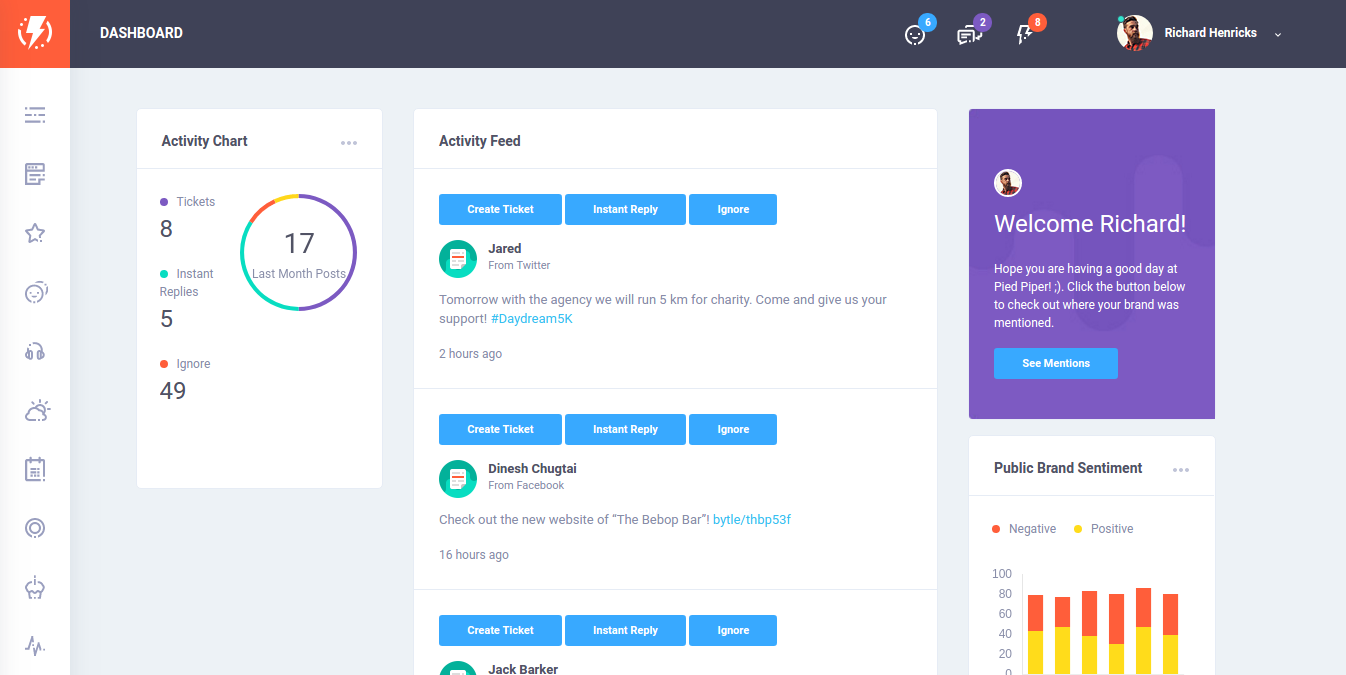 DASHBOARD
6
2
8
Richard Henricks
Activity Chart
Tickets
8
Instant
Replies
5
Ignore
49
17
Last Month Posts
Activity Feed
Create Ticket Instant Reply Ignore
Jared
From Twitter
Tomorrow with the agency we will run 5 km for charity. Come and give us your
support! #Daydream5K
2 hours ago
Create Ticket Instant Reply Ignore
Dinesh Chugtai
From Facebook
Check out the new website of “The Bebop Bar”! bytle/thbp53f
16 hours ago
Create Ticket Instant Reply Ignore
Jack Barker
Welcome Richard!
Hope you are having a good day at
Pied Piper! ;). Click the button below
to check out where your brand was
mentioned.
See Mentions
Public Brand Sentiment
Negative Positive
100
80
60
40
20
0